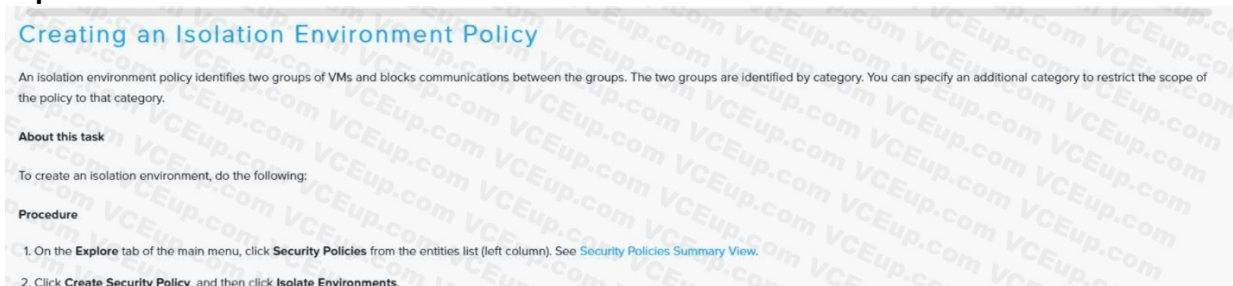 Creating an Isolation Environment Policy
An isolation environment policy identifies two groups of VMs and blocks communications between the groups. The two groups are identified by category. You can specify an additional category to restrict the scope of
the policy to that category.
About this task
To create an isolation environment, do the following:
Procedure
1. On the Explore tab of the main menu, click Security Policies from the entities list (left column). See Security Policies Summary View.
2. Click Create Security Policy, and then click Isolate Environments.